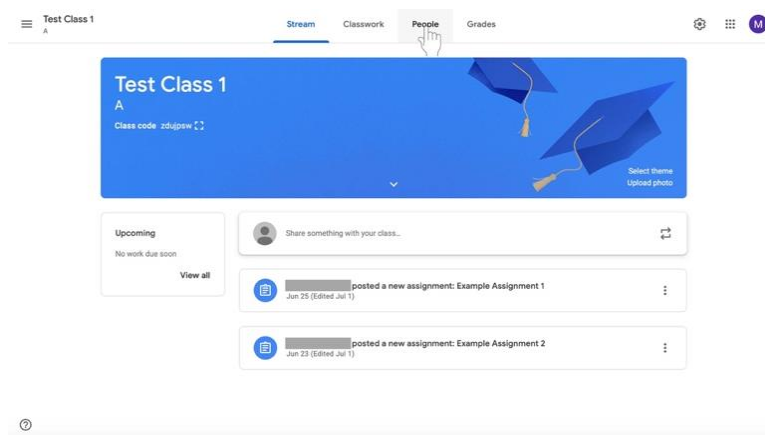 Test Class 1
A
Stream Classwork People Grades
M
Test Class 1
A
Class code zdujpsw
Select theme
Upload photo
Upcoming
No work due soon
View all
Share something with your class...
posted a new assignment: Example Assignment 1
Jun 25 (Edited Jul 1)
posted a new assignment: Example Assignment 2
Jun 23 (Edited Jul 1)